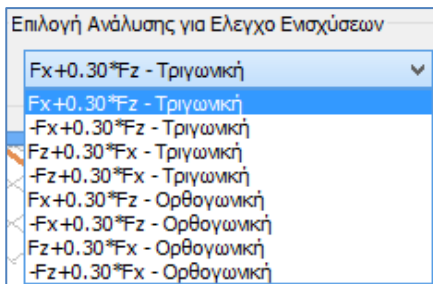 Επιλογή Ανάλυσης για Ελεγχο Ενισχύσεων
Fx+0.30*Fz - Τριγωνική
Fx+0.30*Fz - Τριγωνική
-Fx+0.30*Fz - Τριγωνική
Fz+0.30*Fx - Τριγωνική
-Fz+0.30*Fx - Τριγωνική
Fx+0.30*Fz - Ορθογωνική
-Fx+0.30*Fz - Ορθογωνική
Fz+0.30*Fx - Ορθογωνική
-Fz+0.30*Fx - Ορθογωνική